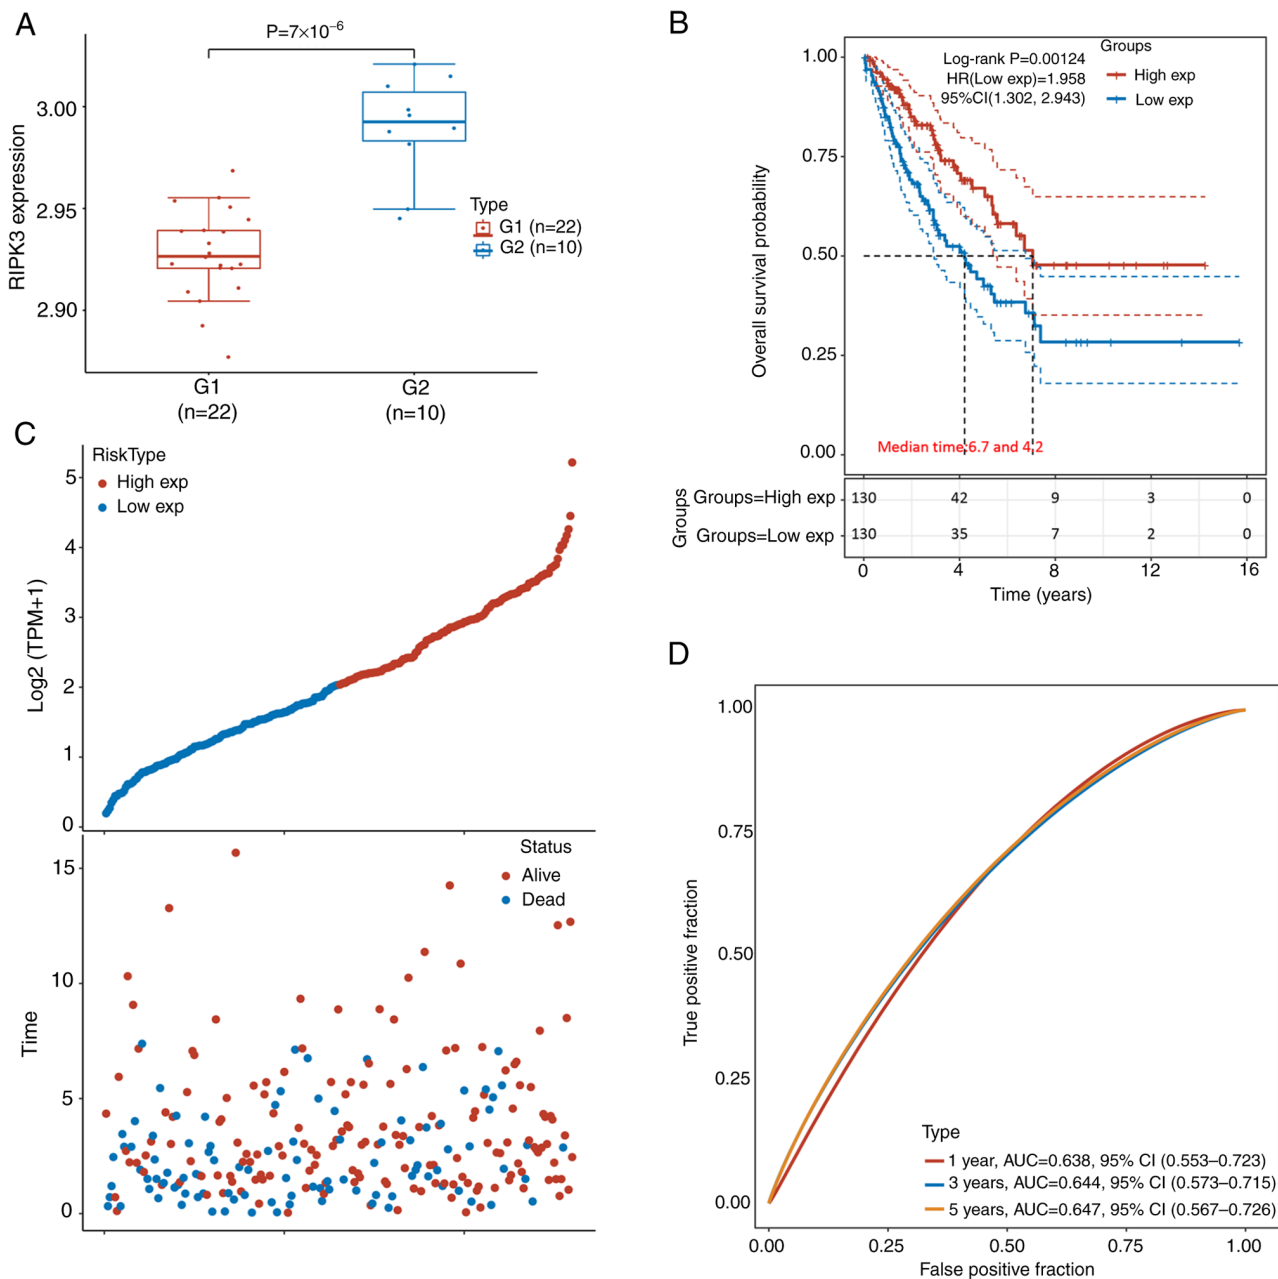 A
P=7×10⁻⁶
RIPK3 expression
3.00
2.95
2.90
Type
G1 (n=22)
G2 (n=10)
G1
(n=22)
G2
(n=10)
B
Overall survival probability
1.00
0.75
0.50
0.25
0.00
Log-rank P=0.00124
HR(Low exp)=1.958
95%CI(1.302, 2.943)
Groups
High exp
Low exp
Median time:6.7 and 4.2
Groups
Groups=High exp
130 42 9 3 0
Groups=Low exp
130 35 7 2 0
0 4 8 12 16
Time (years)
C
RiskType
High exp
Low exp
Log2 (TPM+1)
5
4
3
2
1
0
Status
Alive
Dead
Time
15
10
5
0
D
True positive fraction
1.00
0.75
0.50
0.25
0.00
Type
1 year, AUC=0.638, 95% CI (0.553–0.723)
3 years, AUC=0.644, 95% CI (0.573–0.715)
5 years, AUC=0.647, 95% CI (0.567–0.726)
0.00 0.25 0.50 0.75 1.00
False positive fraction